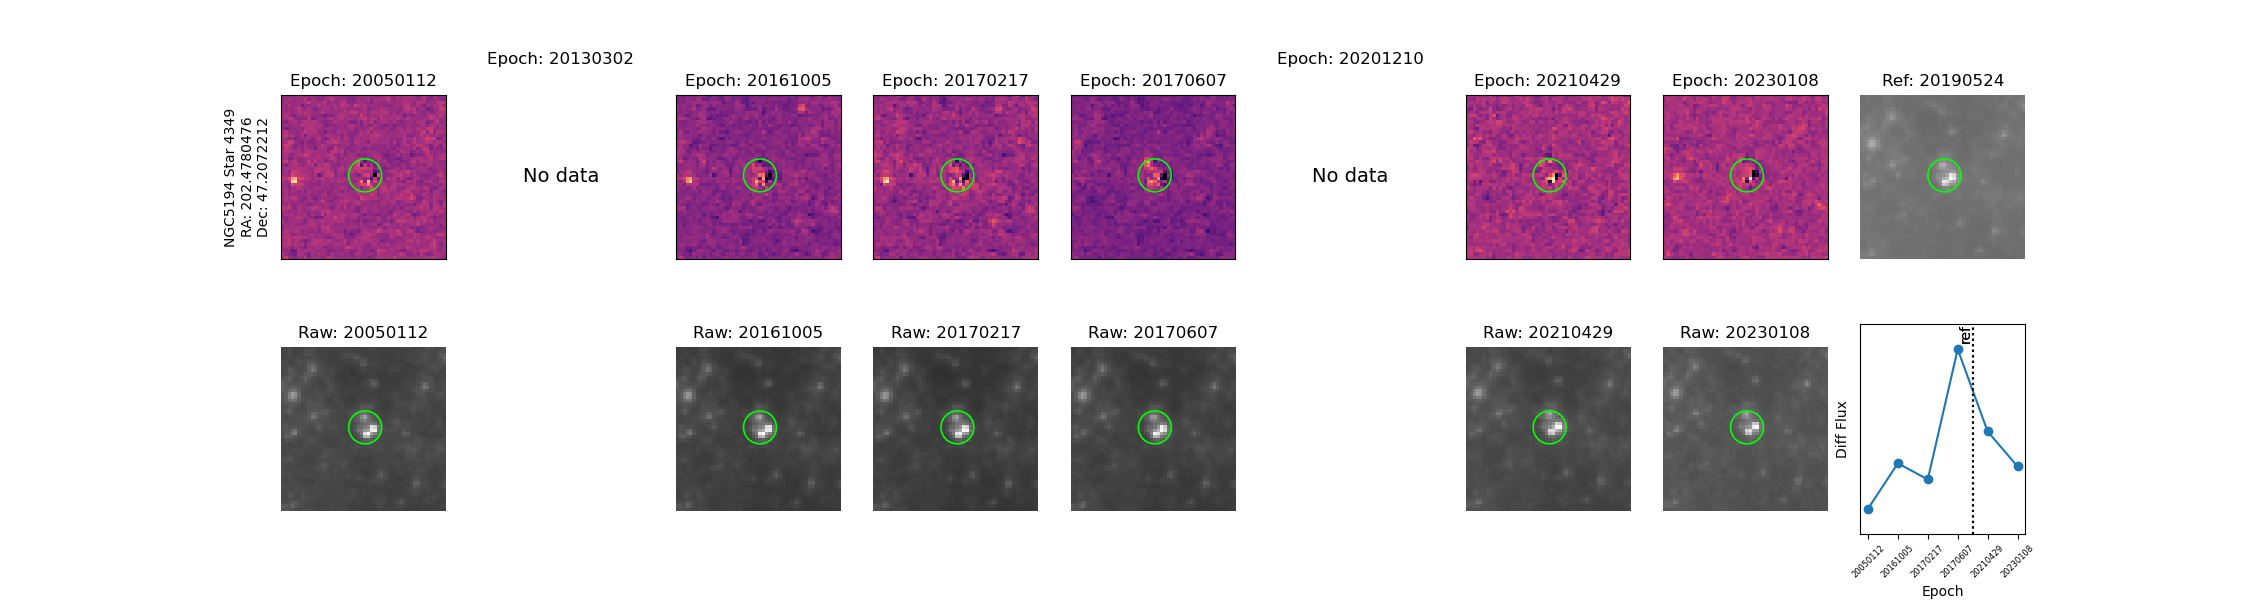 NGC5194 Star 4349
RA: 202.4780476
Dec: 47.2072212
Epoch: 20050112
Epoch: 20130302
No data
Epoch: 20161005
Epoch: 20170217
Epoch: 20170607
Epoch: 20201210
No data
Epoch: 20210429
Epoch: 20230108
Ref: 20190524
Raw: 20050112
Raw: 20161005
Raw: 20170217
Raw: 20170607
Raw: 20210429
Raw: 20230108
ref
Diff Flux
20050112
20161005
20170217
20170607
20210429
20230108
Epoch